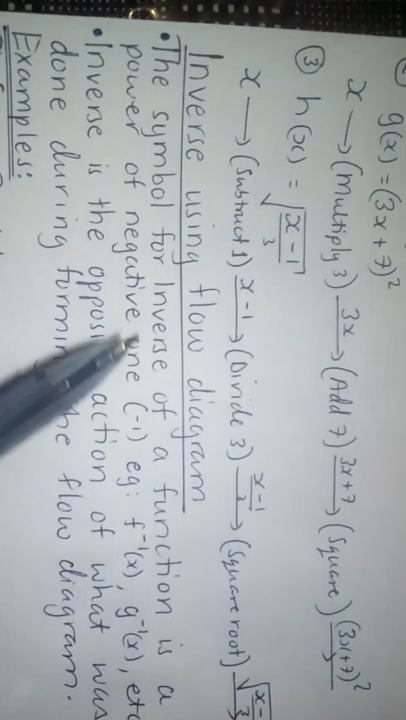 g(x) = (3x + 7)²
x → (Multiply 3) 3x → (Add 7) 3x+7 → (Square) (3x+7)² →
③ h(x) = √((x − 1)/3)
x → (Subtract 1) x−1 → (Divide 3) (x−1)/3 → (Square root) √
Inverse using flow diagram
• The symbol for Inverse of a function is a
power of negative one (-1) eg: f⁻¹(x), g⁻¹(x), etc
• Inverse is the action of what was
done during the flow diagram.
Examples: